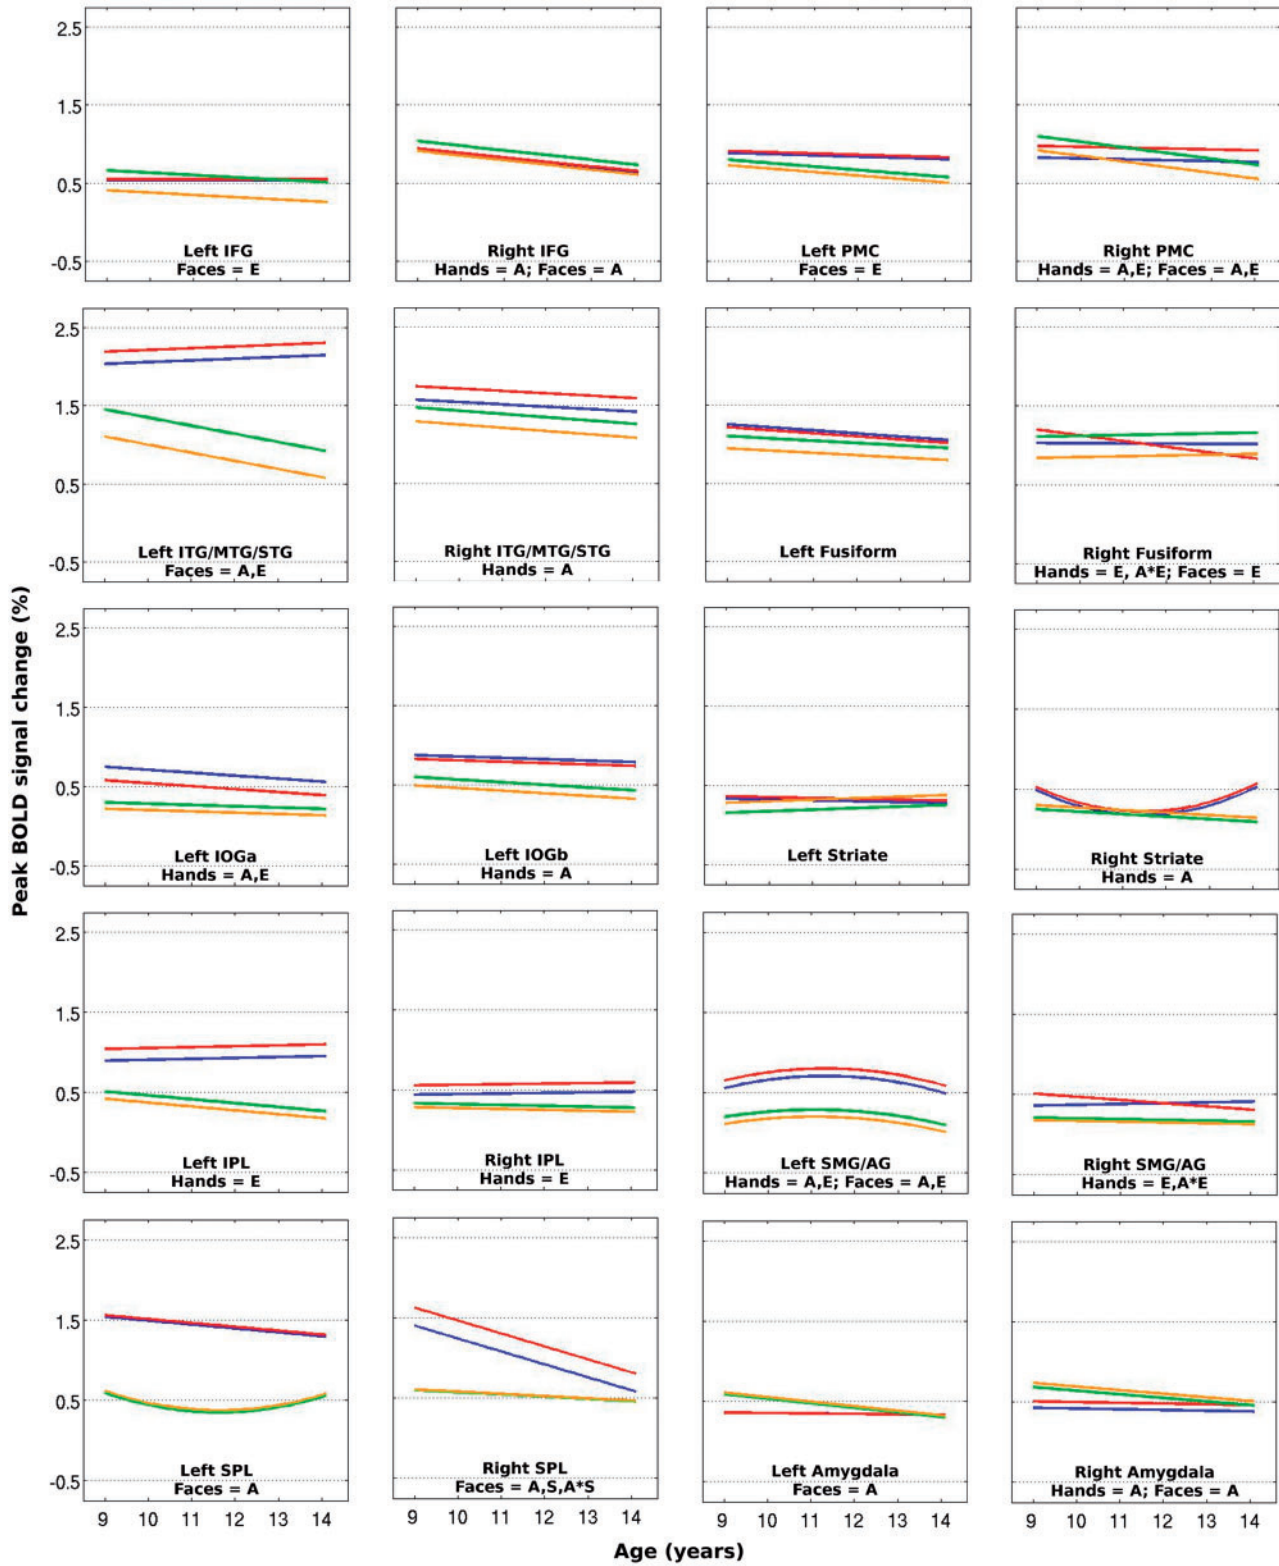 2.5
1.5
0.5
-0.5
Left IFG
Faces = E
Right IFG
Hands = A; Faces = A
Left PMC
Faces = E
Right PMC
Hands = A,E; Faces = A,E
2.5
1.5
0.5
-0.5
Left ITG/MTG/STG
Faces = A,E
Right ITG/MTG/STG
Hands = A
Left Fusiform
Right Fusiform
Hands = E, A*E; Faces = E
Peak BOLD signal change (%)
2.5
1.5
0.5
-0.5
Left IOGa
Hands = A,E
Left IOGb
Hands = A
Left Striate
Right Striate
Hands = A
2.5
1.5
0.5
-0.5
Left IPL
Hands = E
Right IPL
Hands = E
Left SMG/AG
Hands = A,E; Faces = A,E
Right SMG/AG
Hands = E,A*E
2.5
1.5
0.5
-0.5
Left SPL
Faces = A
Right SPL
Faces = A,S,A*S
Left Amygdala
Faces = A
Right Amygdala
Hands = A; Faces = A
9 10 11 12 13 14
9 10 11 12 13 14
9 10 11 12 13 14
9 10 11 12 13 14
Age (years)